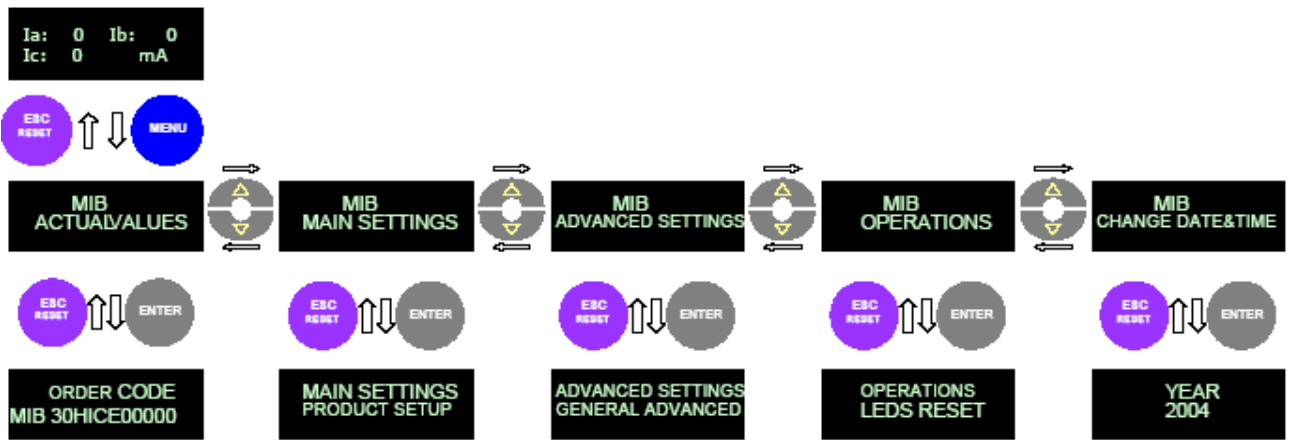 Ia: 0 Ib: 0
Ic: 0 mA
ESC RESET
MENU
MIB
ACTUALVALUES
MIB
MAIN SETTINGS
MIB
ADVANCED SETTINGS
MIB
OPERATIONS
MIB
CHANGE DATE&TIME
ESC RESET
ENTER
ESC RESET
ENTER
ESC RESET
ENTER
ESC RESET
ENTER
ESC RESET
ENTER
ORDER CODE
MIB 30HICE00000
MAIN SETTINGS
PRODUCT SETUP
ADVANCED SETTINGS
GENERAL ADVANCED
OPERATIONS
LEDS RESET
YEAR
2004